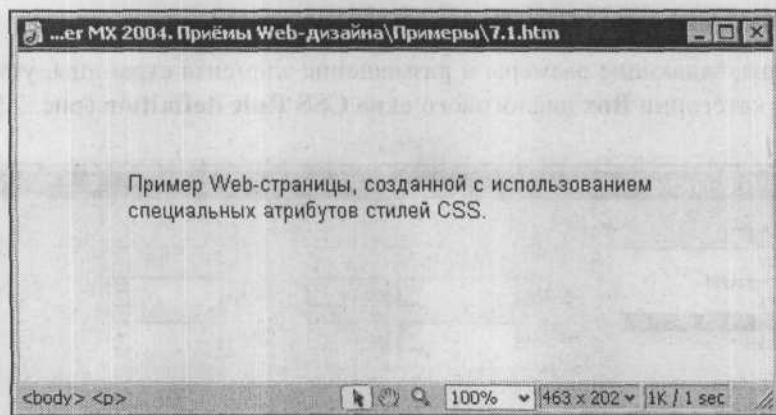 ...er MX 2004. Приёмы Web-дизайна\Примеры\7.1.htm
Пример Web-страницы, созданной с использованием
специальных атрибутов стилей CSS.
<body> <p> 100% 463 x 202 1K / 1 sec